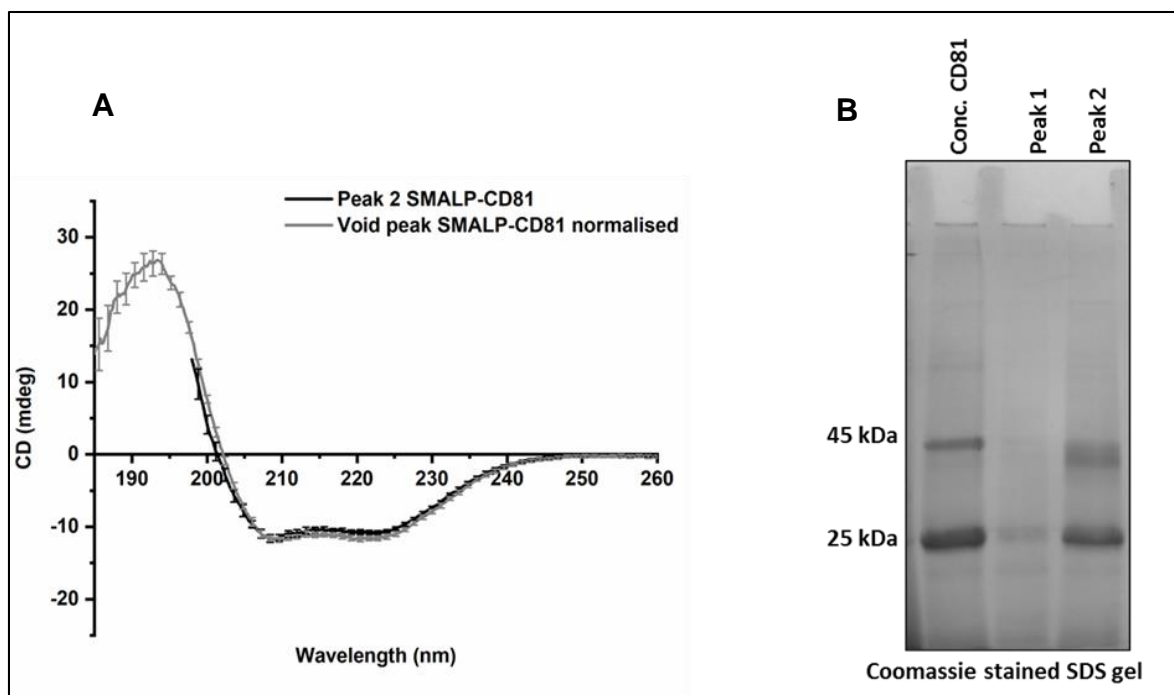 A
Peak 2 SMALP-CD81
Void peak SMALP-CD81 normalised
30
20
10
0
-10
-20
190 200 210 220 230 240 250 260
CD (mdeg)
Wavelength (nm)
B
Conc. CD81
Peak 1
Peak 2
45 kDa
25 kDa
Coomassie stained SDS gel